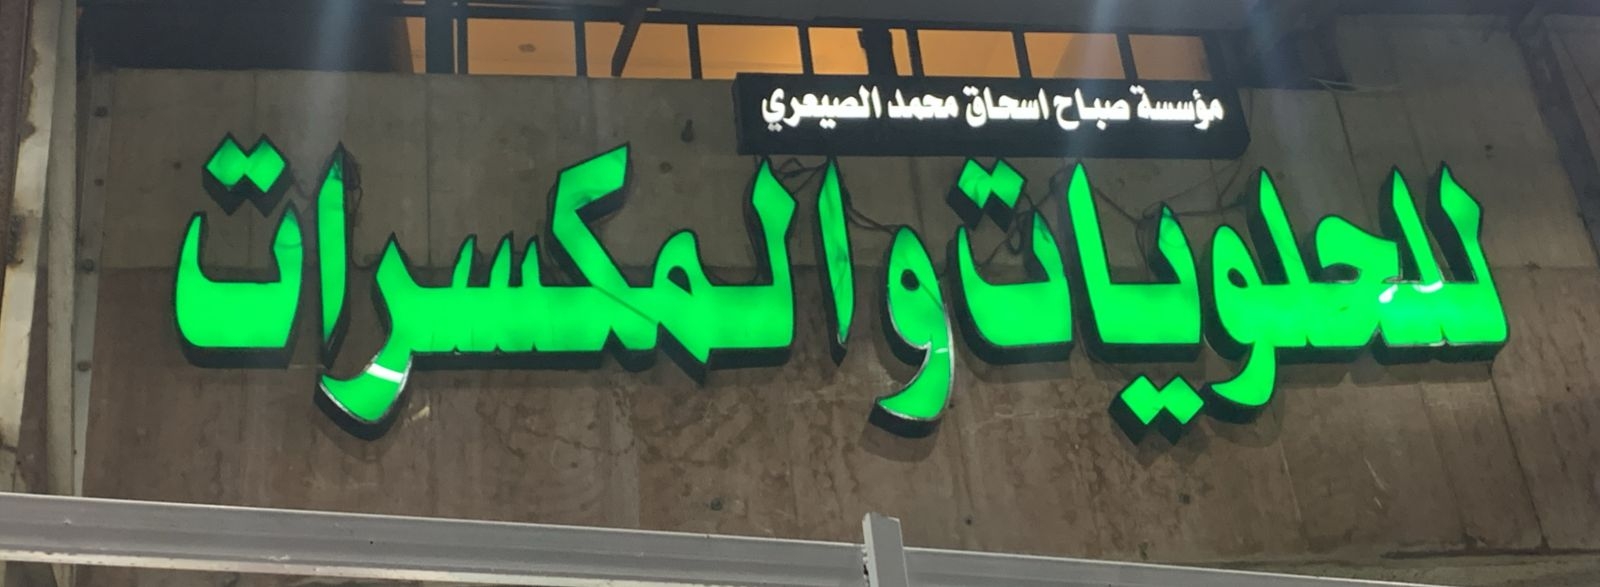 مؤسسة صباح اسحاق محمد الصيعري
للحلويات والمكسرات